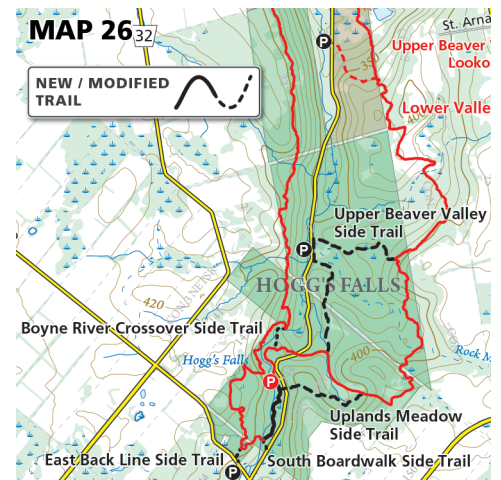 MAP 26
32
St. Arna
P
Upper Beaver
Looko
350
NEW / MODIFIED
TRAIL
400
Lower Valle
Upper Beaver Valley
Side Trail
P
HOGG'S FALLS
420
Boyne River Crossover Side Trail
Hogg's Falls
400
Rock M
P
Uplands Meadow
Side Trail
East Back Line Side Trail
South Boardwalk Side Trail
P